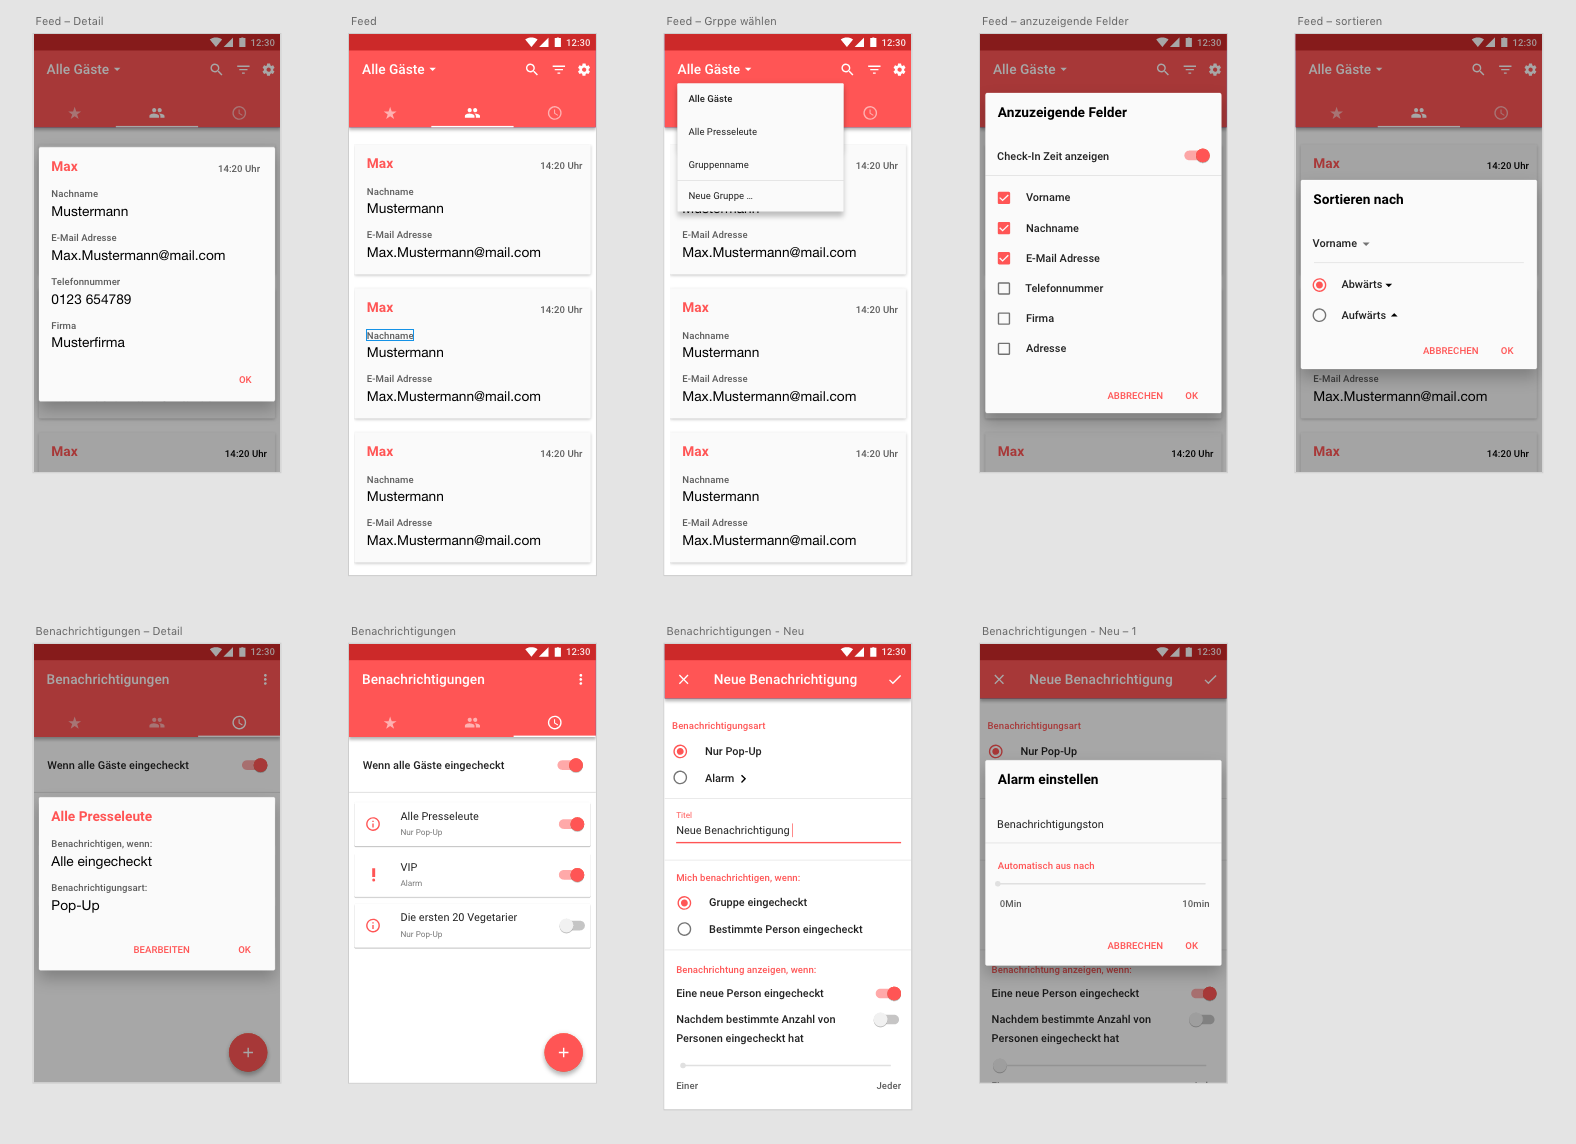 Feed – Detail
12:30
Alle Gäste
Max
14:20 Uhr
Nachname
Mustermann
E-Mail Adresse
Max.Mustermann@mail.com
Telefonnummer
0123 654789
Firma
Musterfirma
OK
Max
14:20 Uhr
Feed
12:30
Alle Gäste
Max
14:20 Uhr
Nachname
Mustermann
E-Mail Adresse
Max.Mustermann@mail.com
Max
14:20 Uhr
Nachname
Mustermann
E-Mail Adresse
Max.Mustermann@mail.com
Max
14:20 Uhr
Nachname
Mustermann
E-Mail Adresse
Max.Mustermann@mail.com
Feed – Grppe wählen
12:30
Alle Gäste
Alle Gäste
Alle Presseleute
Gruppenname
Neue Gruppe ...
14:20 Uhr
Mustermann
E-Mail Adresse
Max.Mustermann@mail.com
Max
14:20 Uhr
Nachname
Mustermann
E-Mail Adresse
Max.Mustermann@mail.com
Max
14:20 Uhr
Nachname
Mustermann
E-Mail Adresse
Max.Mustermann@mail.com
Feed – anzuzeigende Felder
12:30
Alle Gäste
Anzuzeigende Felder
Check-In Zeit anzeigen
Vorname
Nachname
E-Mail Adresse
Telefonnummer
Firma
Adresse
ABBRECHEN OK
Max
14:20 Uhr
Feed – sortieren
12:30
Alle Gäste
Max
14:20 Uhr
Sortieren nach
Vorname
Abwärts
Aufwärts
ABBRECHEN OK
E-Mail Adresse
Max.Mustermann@mail.com
Max
14:20 Uhr
Benachrichtigungen – Detail
12:30
Benachrichtigungen
Wenn alle Gäste eingecheckt
Alle Presseleute
Benachrichtigen, wenn:
Alle eingecheckt
Benachrichtigungsart:
Pop-Up
BEARBEITEN OK
Benachrichtigungen
12:30
Benachrichtigungen
Wenn alle Gäste eingecheckt
Alle Presseleute
Nur Pop-Up
VIP
Alarm
Die ersten 20 Vegetarier
Nur Pop-Up
Benachrichtigungen - Neu
12:30
Neue Benachrichtigung
Benachrichtigungsart
Nur Pop-Up
Alarm
Titel
Neue Benachrichtigung
Mich benachrichtigen, wenn:
Gruppe eingecheckt
Bestimmte Person eingecheckt
Benachrichtung anzeigen, wenn:
Eine neue Person eingecheckt
Nachdem bestimmte Anzahl von
Personen eingecheckt hat
Einer Jeder
Benachrichtigungen - Neu – 1
12:30
Neue Benachrichtigung
Benachrichtigungsart
Nur Pop-Up
Alarm einstellen
Benachrichtigungston
Automatisch aus nach
0Min 10min
ABBRECHEN OK
Benachrichtung anzeigen, wenn:
Eine neue Person eingecheckt
Nachdem bestimmte Anzahl von
Personen eingecheckt hat